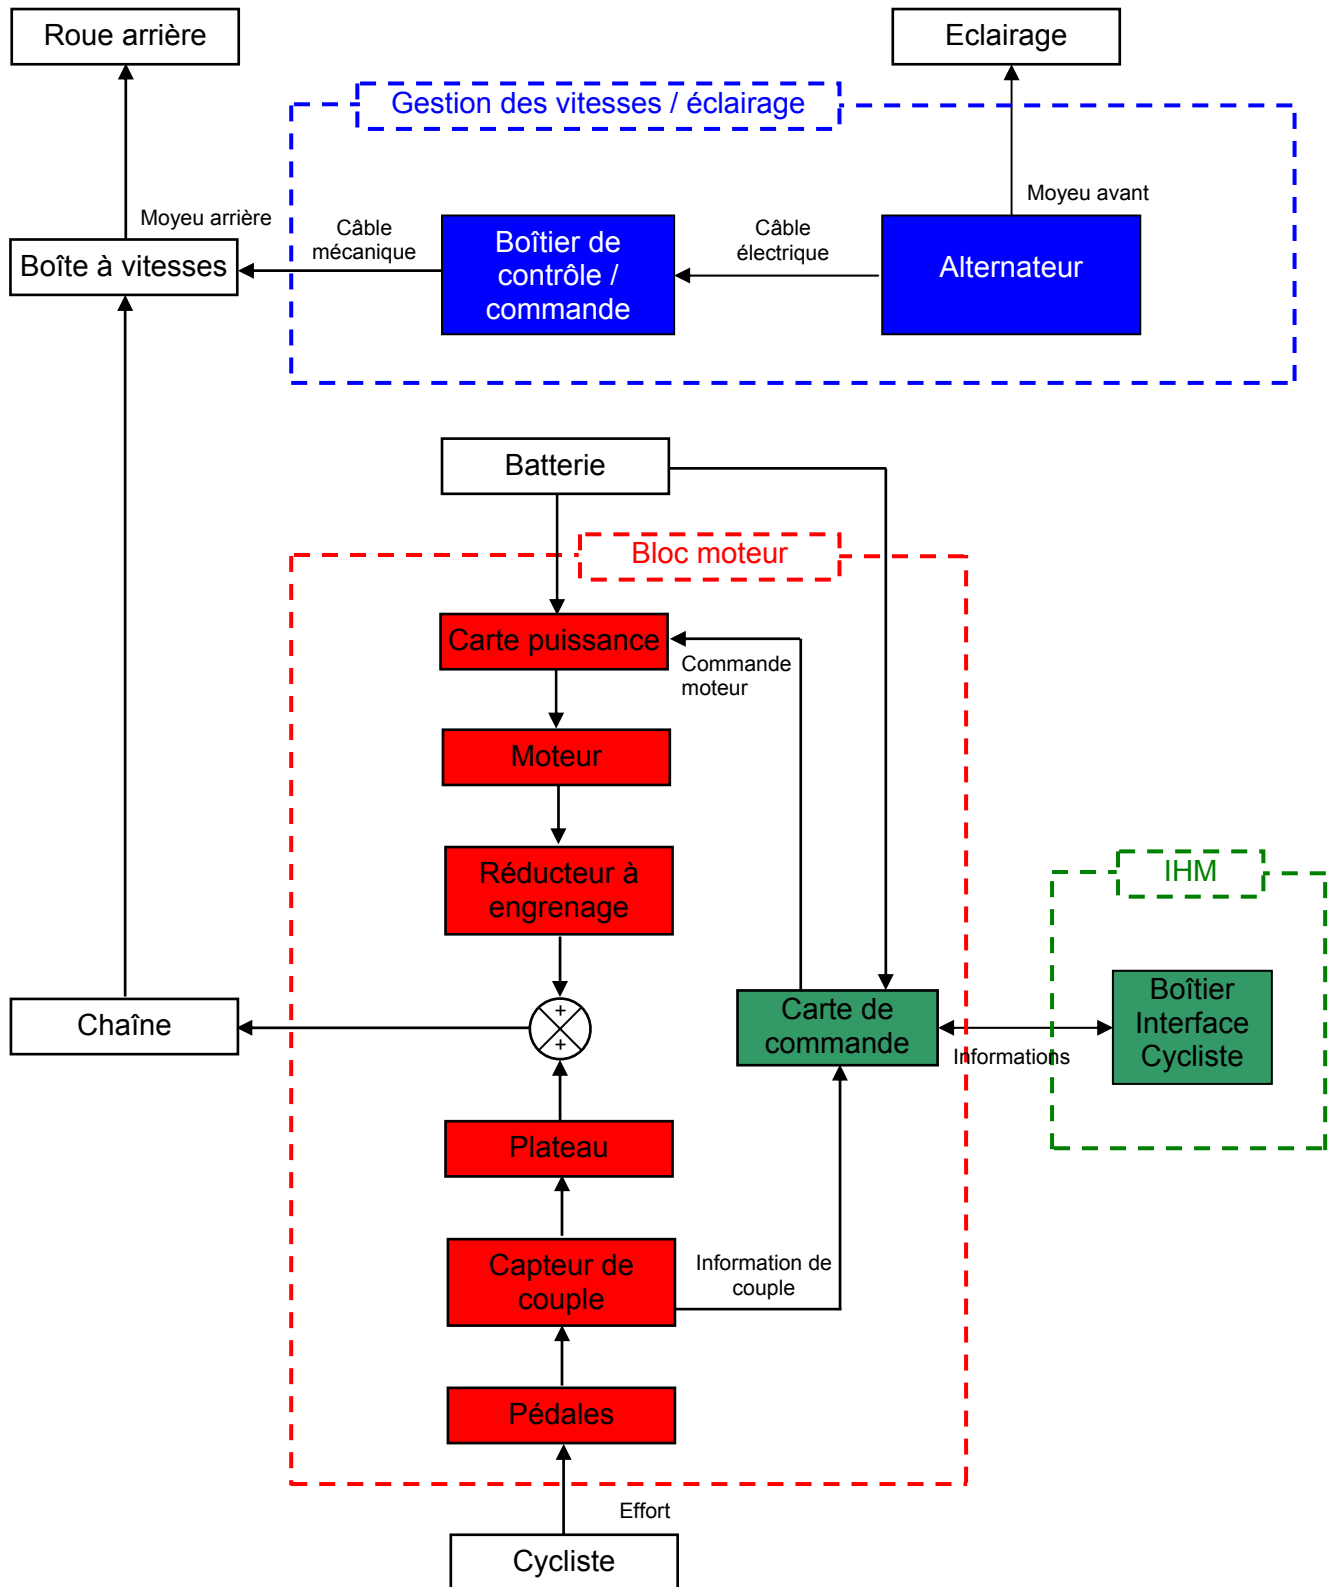 Roue arrière
Eclairage
Gestion des vitesses / éclairage
Moyeu arrière
Moyeu avant
Boîte à vitesses
Câble
mécanique
Boîtier de
contrôle /
commande
Câble
électrique
Alternateur
Batterie
Bloc moteur
Carte puissance
Commande
moteur
Moteur
Réducteur à
engrenage
IHM
Chaîne
+
+
Carte de
commande
Informations
Boîtier
Interface
Cycliste
Plateau
Capteur de
couple
Information de
couple
Pédales
Effort
Cycliste